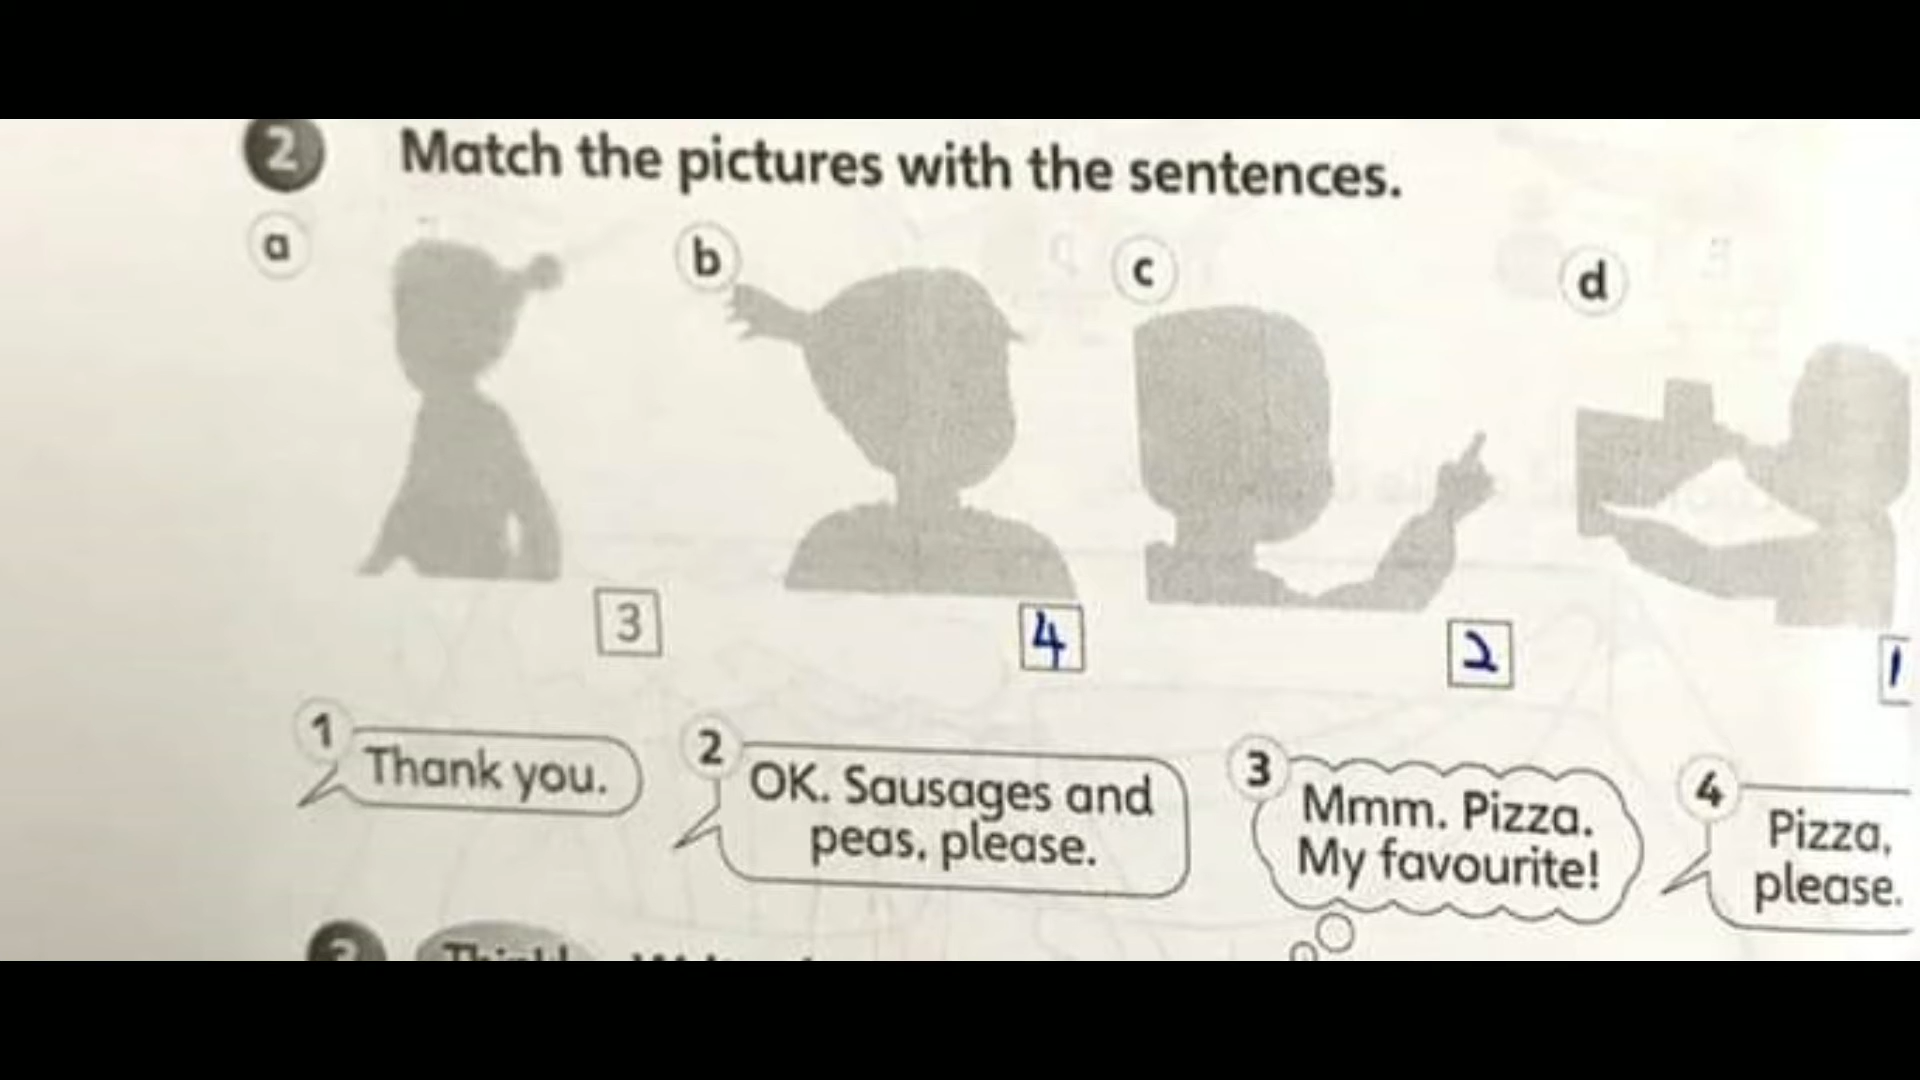 2 Match the pictures with the sentences.
a b c d
3 4 2 1
1 Thank you.
2 OK. Sausages and
peas, please.
3 Mmm. Pizza.
My favourite!
4 Pizza,
please.